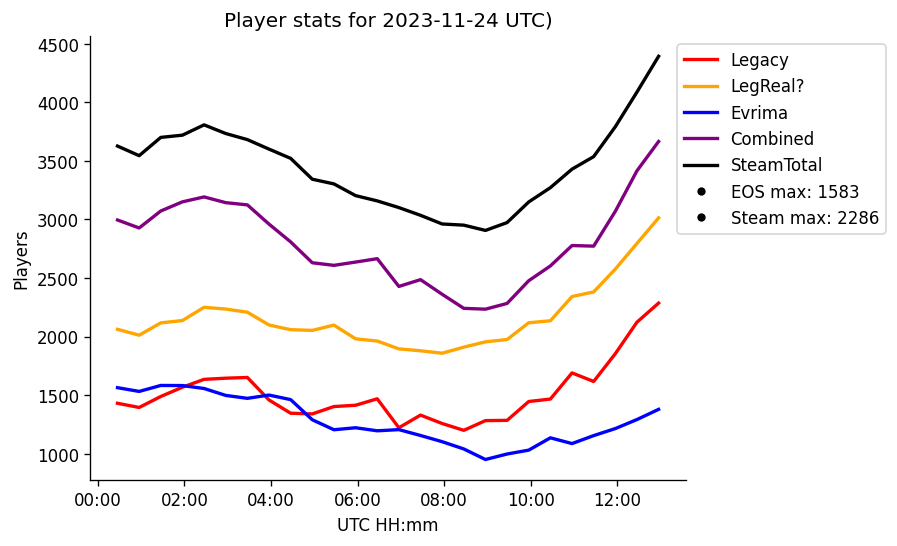 Player stats for 2023-11-24 UTC)
4500
4000
3500
3000
2500
2000
1500
1000
Players
00:00 02:00 04:00 06:00 08:00 10:00 12:00
UTC HH:mm
Legacy
LegReal?
Evrima
Combined
SteamTotal
EOS max: 1583
Steam max: 2286